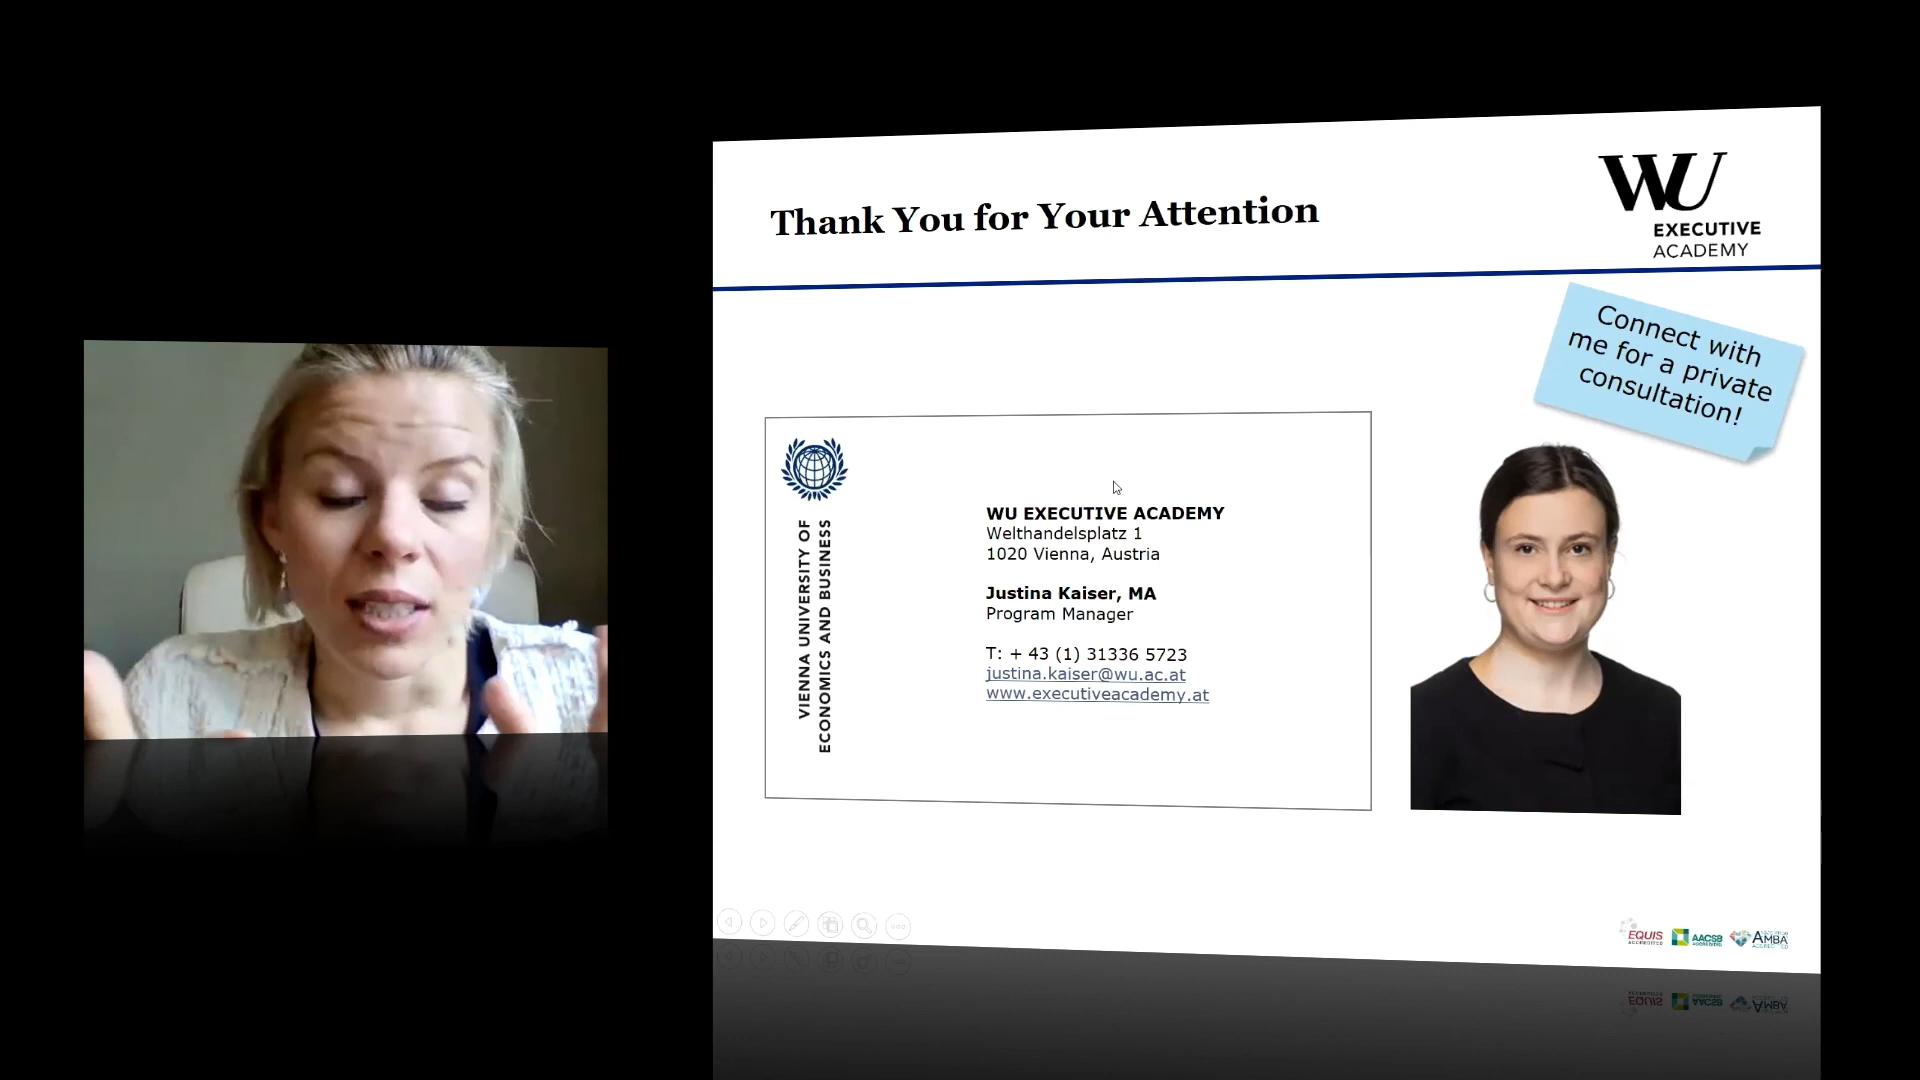 Thank You for Your Attention
WU
EXECUTIVE
ACADEMY
Connect with
me for a private
consultation!
VIENNA UNIVERSITY OF
ECONOMICS AND BUSINESS
WU EXECUTIVE ACADEMY
Welthandelsplatz 1
1020 Vienna, Austria
Justina Kaiser, MA
Program Manager
T: + 43 (1) 31336 5723
justina.kaiser@wu.ac.at
www.executiveacademy.at
EQUIS
ACCREDITED
AACSB
ACCREDITED
AMBA